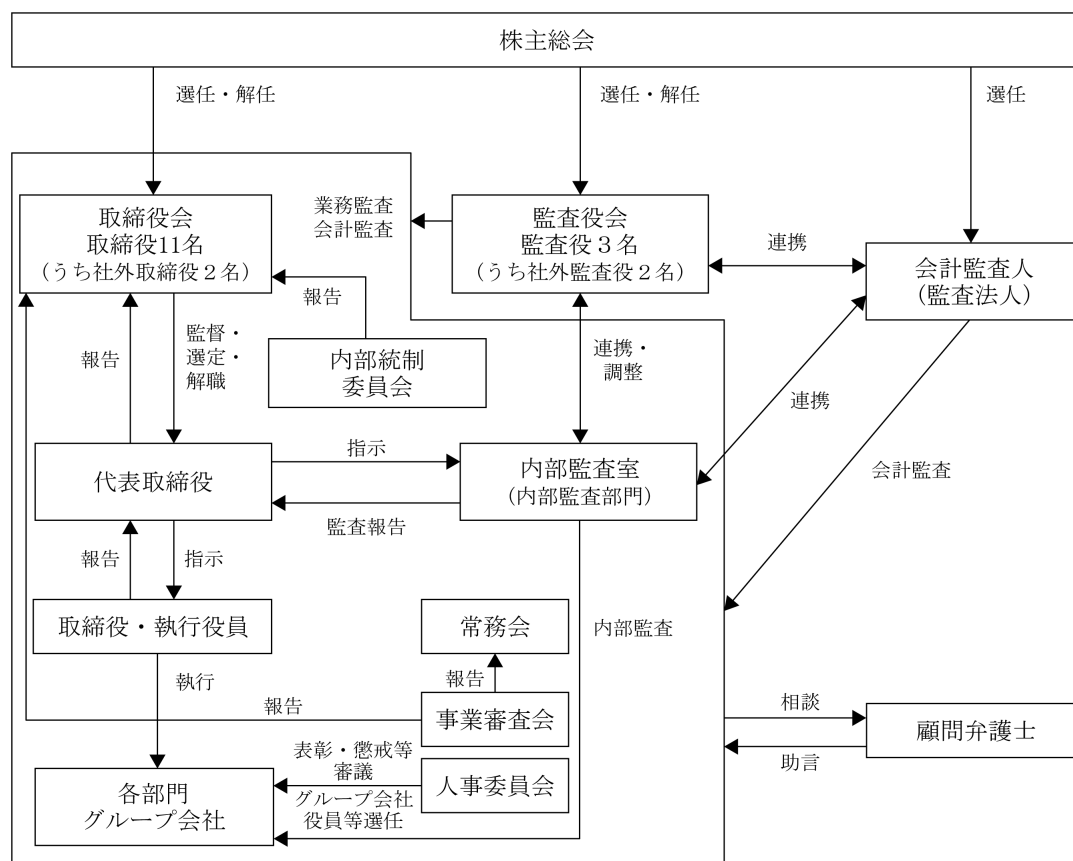 株主総会
選任・解任
選任・解任
選任
取締役会
取締役11名
（うち社外取締役２名）
業務監査
会計監査
監査役会
監査役３名
（うち社外監査役２名）
連携
会計監査人
（監査法人）
報告
監督・
選定・
解職
報告
内部統制
委員会
連携・
調整
連携
代表取締役
指示
監査報告
内部監査室
（内部監査部門）
会計監査
報告
指示
取締役・執行役員
常務会
内部監査
執行
報告
報告
事業審査会
相談
顧問弁護士
助言
表彰・懲戒等
審議
人事委員会
各部門
グループ会社
グループ会社
役員等選任